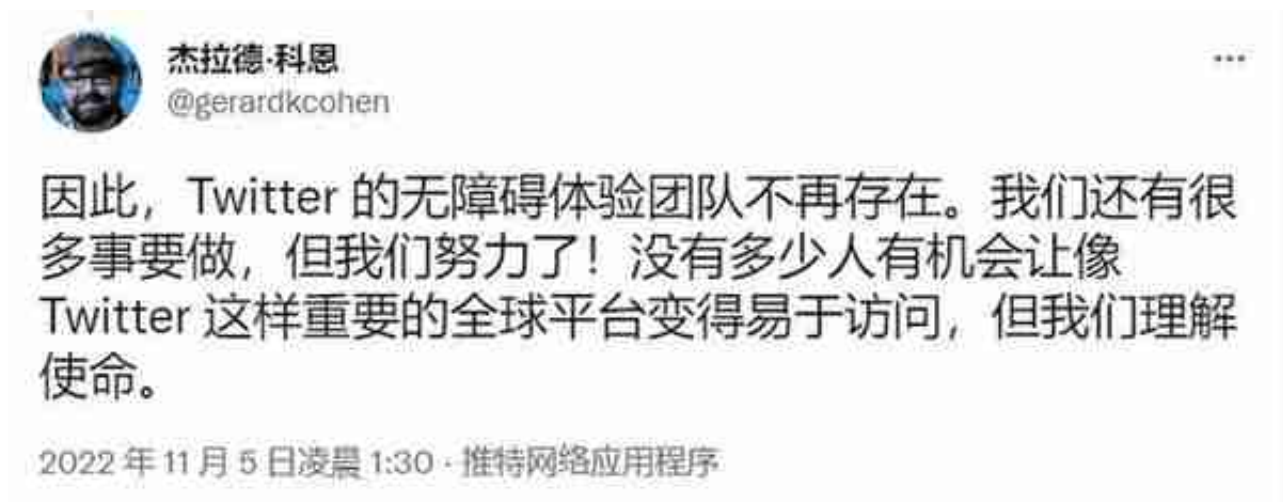 杰拉德·科恩
@gerardkcohen
因此，Twitter 的无障碍体验团队不再存在。我们还有很
多事要做，但我们努力了！没有多少人有机会让像
Twitter 这样重要的全球平台变得易于访问，但我们理解
使命。
2022 年 11 月 5 日凌晨 1:30 · 推特网络应用程序